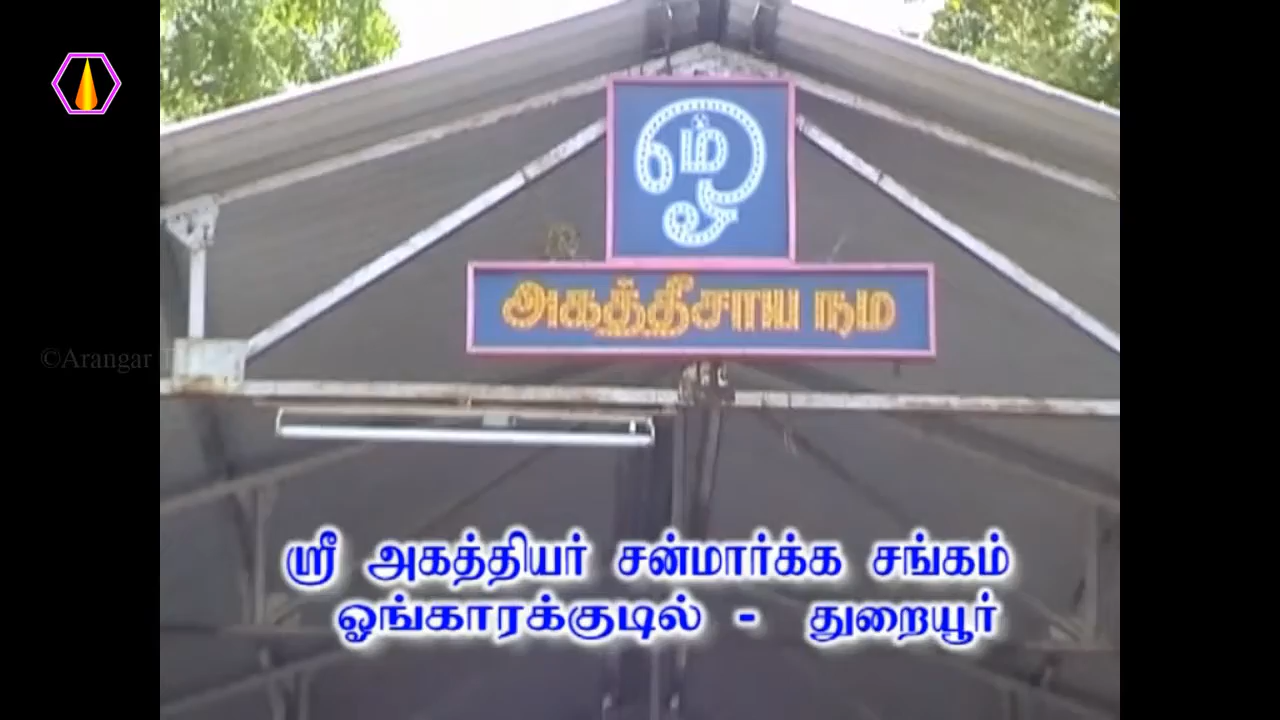 ஓம்
அகத்தீசாய நம
©Arangar
ஸ்ரீ அகத்தியர் சன்மார்க்க சங்கம்
ஓங்காரக்குடில் - துறையூர்